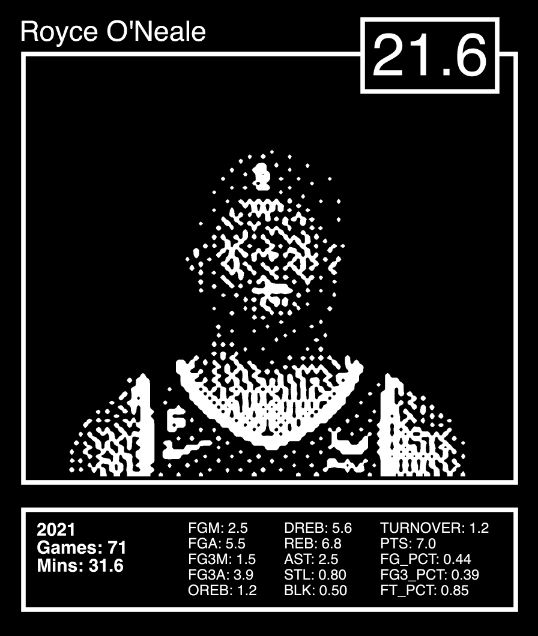 Royce O'Neale
21.6
2021
Games: 71
Mins: 31.6
FGM: 2.5
FGA: 5.5
FG3M: 1.5
FG3A: 3.9
OREB: 1.2
DREB: 5.6
REB: 6.8
AST: 2.5
STL: 0.80
BLK: 0.50
TURNOVER: 1.2
PTS: 7.0
FG_PCT: 0.44
FG3_PCT: 0.39
FT_PCT: 0.85